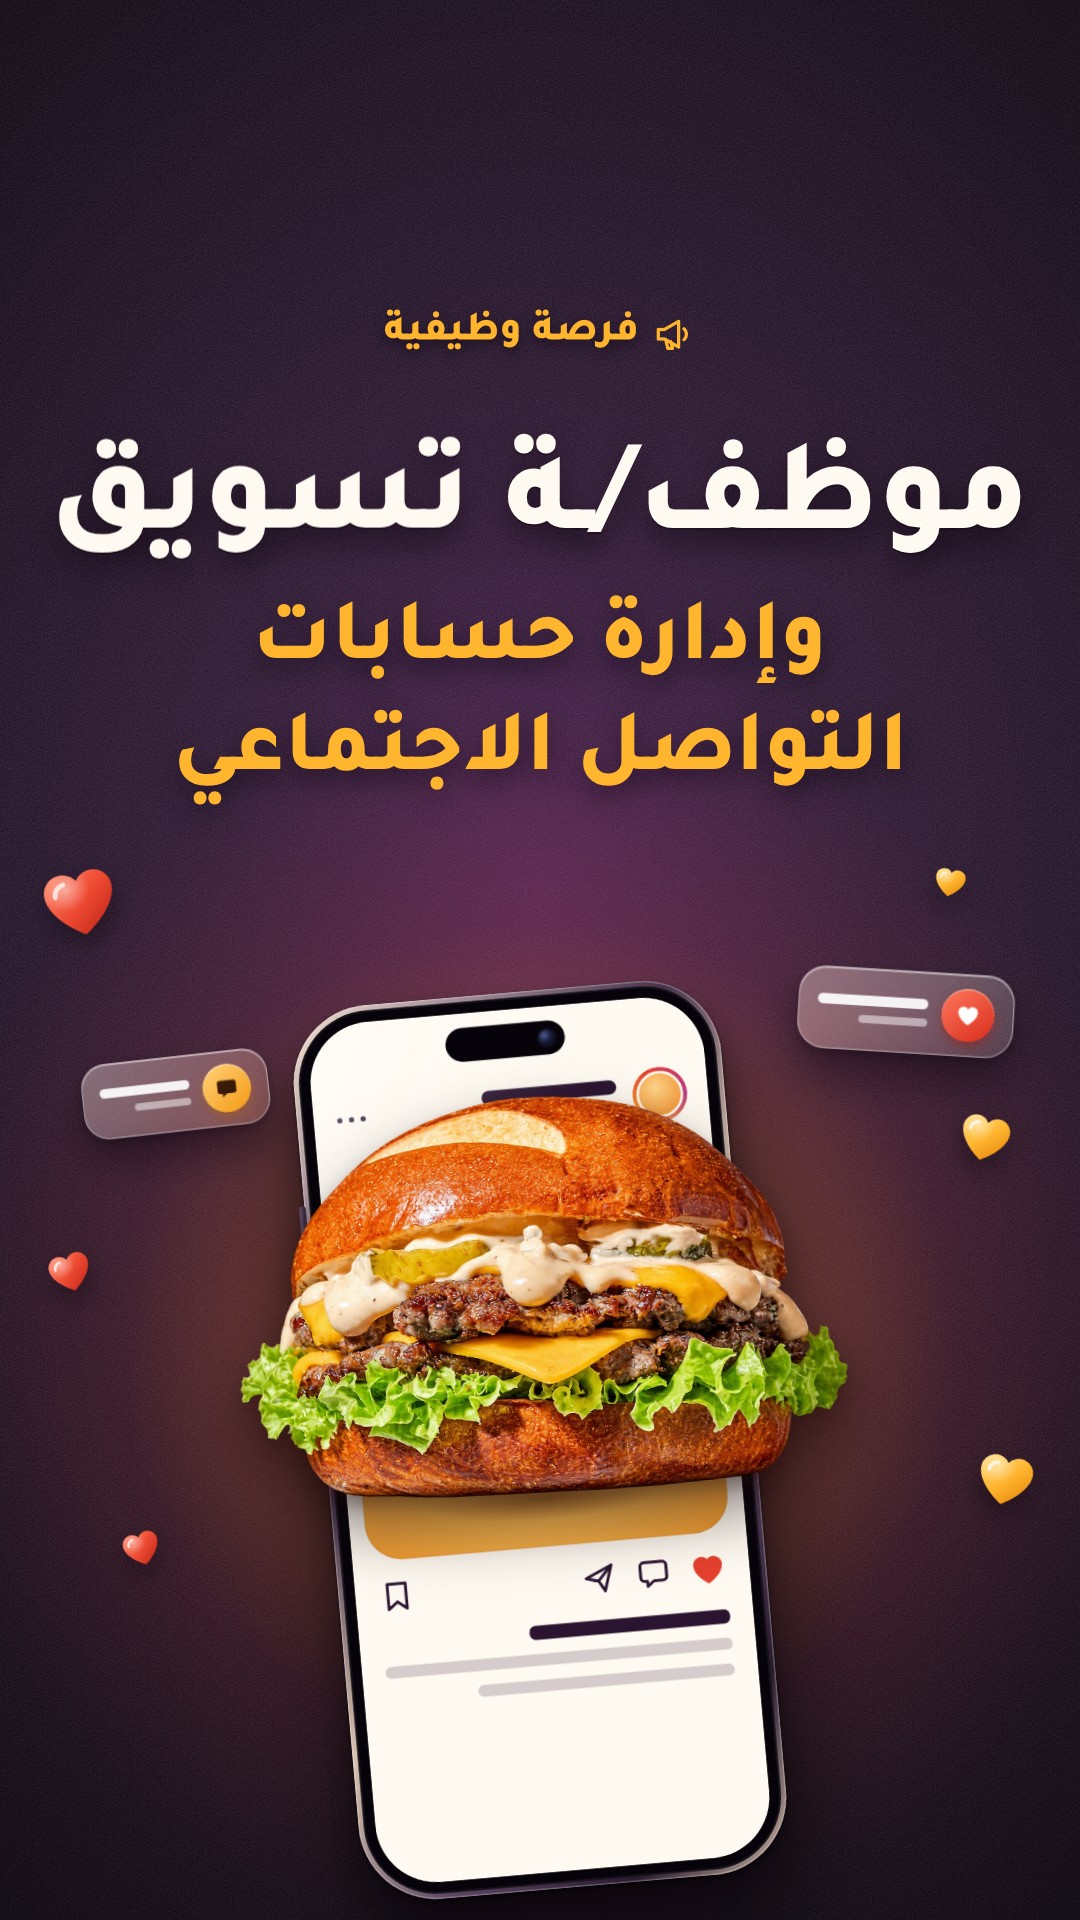 فرصة وظيفية
موظف/ة تسويق
وإدارة حسابات
التواصل الاجتماعي